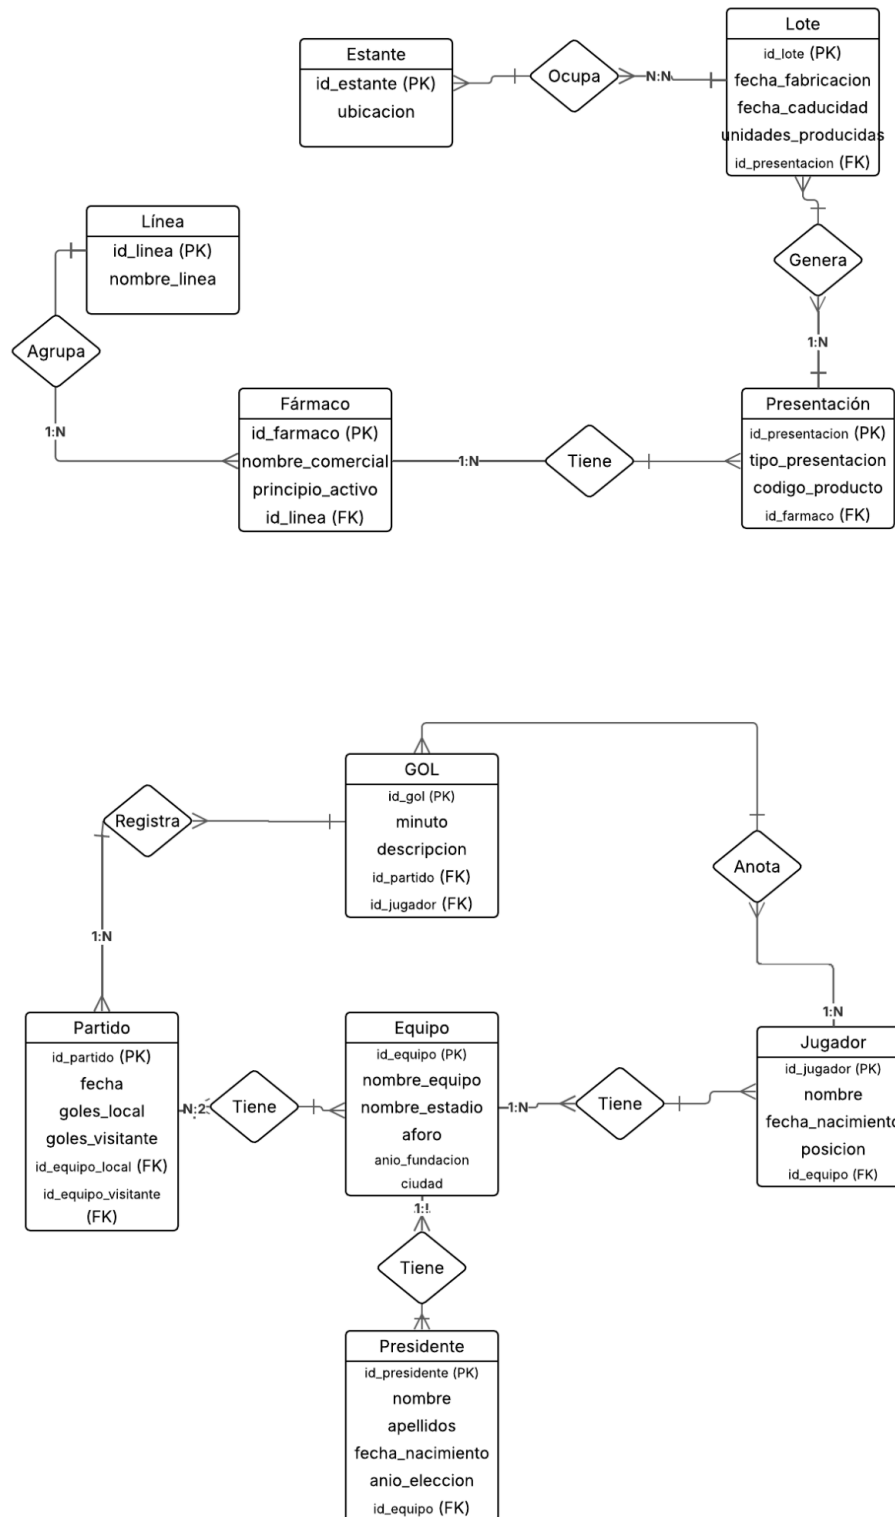 Lote
id_lote (PK)
fecha_fabricacion
fecha_caducidad
unidades_producidas
id_presentacion (FK)
Estante
id_estante (PK)
ubicacion
Ocupa
N:N
Línea
id_linea (PK)
nombre_linea
Genera
1:N
Agrupa
1:N
Fármaco
id_farmaco (PK)
nombre_comercial
principio_activo
id_linea (FK)
1:N
Tiene
Presentación
id_presentacion (PK)
tipo_presentacion
codigo_producto
id_farmaco (FK)
GOL
id_gol (PK)
minuto
descripcion
id_partido (FK)
id_jugador (FK)
Registra
Anota
1:N
1:N
Partido
id_partido (PK)
fecha
goles_local
goles_visitante
id_equipo_local (FK)
id_equipo_visitante
(FK)
N:2
Tiene
Equipo
id_equipo (PK)
nombre_equipo
nombre_estadio
aforo
anio_fundacion
ciudad
1:N
Tiene
Jugador
id_jugador (PK)
nombre
fecha_nacimiento
posicion
id_equipo (FK)
Tiene
Presidente
id_presidente (PK)
nombre
apellidos
fecha_nacimiento
anio_eleccion
id_equipo (FK)